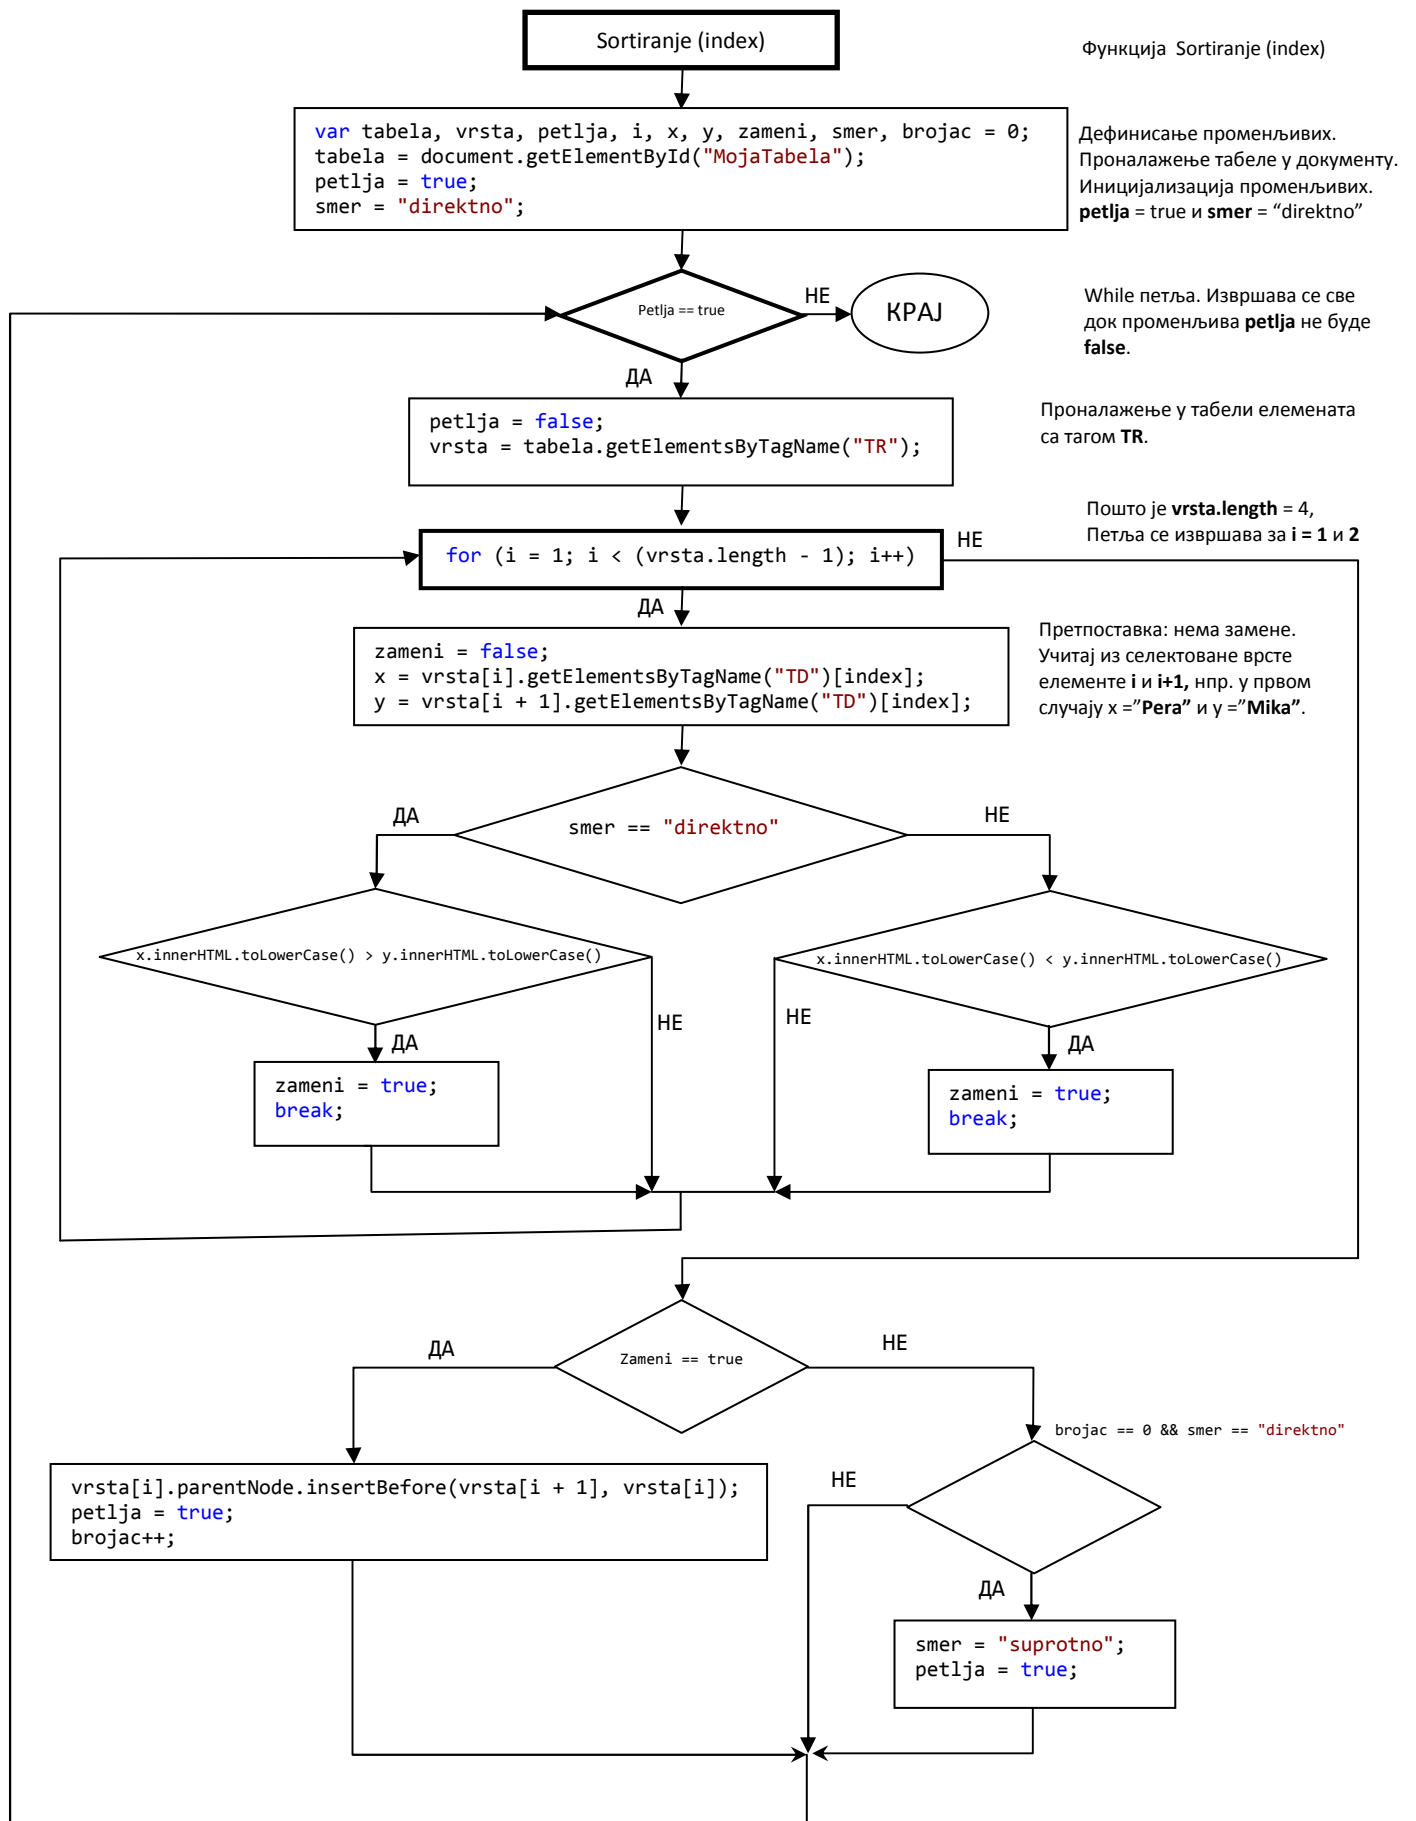 Sortiranje (index)
Функција  Sortiranje (index)
var tabela, vrsta, petlja, i, x, y, zameni, smer, brojac = 0;
tabela = document.getElementById("MojaTabela");
petlja = true;
smer = "direktno";
Дефинисање променљивих.
Проналажење табеле у документу.
Иницијализација променљивих.
petlja = true и smer = “direktno”
Petlja == true
НЕ
КРАЈ
While петља. Извршава се све
док променљива petlja не буде
false.
ДА
petlja = false;
vrsta = tabela.getElementsByTagName("TR");
Проналажење у табели елемената
са тагом TR.
Пошто је vrsta.length = 4,
Петља се извршава за i = 1 и 2
for (i = 1; i < (vrsta.length - 1); i++)
НЕ
ДА
zameni = false;
x = vrsta[i].getElementsByTagName("TD")[index];
y = vrsta[i + 1].getElementsByTagName("TD")[index];
Претпоставка: нема замене.
Учитај из селектоване врсте
елементе i и i+1, нпр. у првом
случају x =”Pera” и y =”Mika”.
smer == "direktno"
ДА
НЕ
x.innerHTML.toLowerCase() > y.innerHTML.toLowerCase()
x.innerHTML.toLowerCase() < y.innerHTML.toLowerCase()
НЕ
НЕ
ДА
ДА
zameni = true;
break;
zameni = true;
break;
Zameni == true
ДА
НЕ
brojac == 0 && smer == "direktno"
vrsta[i].parentNode.insertBefore(vrsta[i + 1], vrsta[i]);
petlja = true;
brojac++;
НЕ
ДА
smer = "suprotno";
petlja = true;